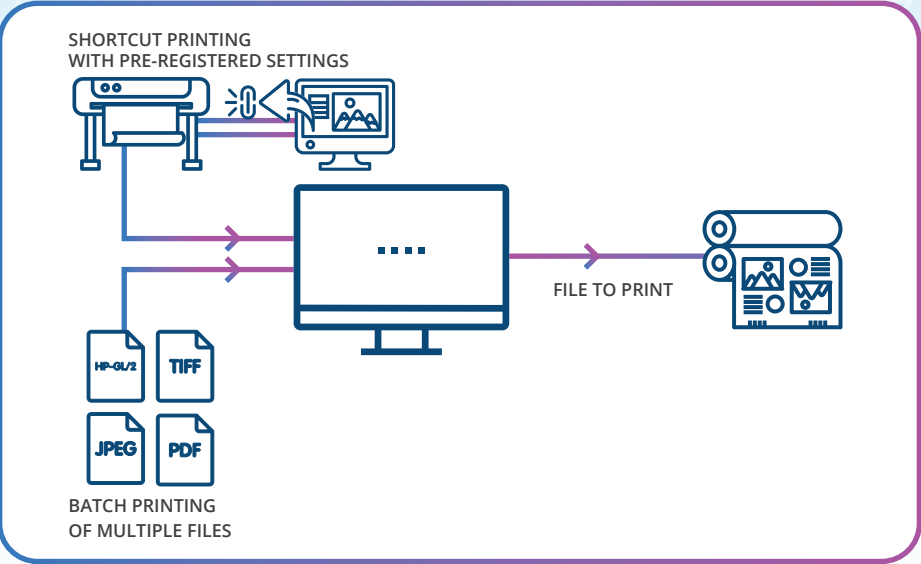 SHORTCUT PRINTING
WITH PRE-REGISTERED SETTINGS
FILE TO PRINT
HP-GL/2
TIFF
JPEG
PDF
BATCH PRINTING
OF MULTIPLE FILES